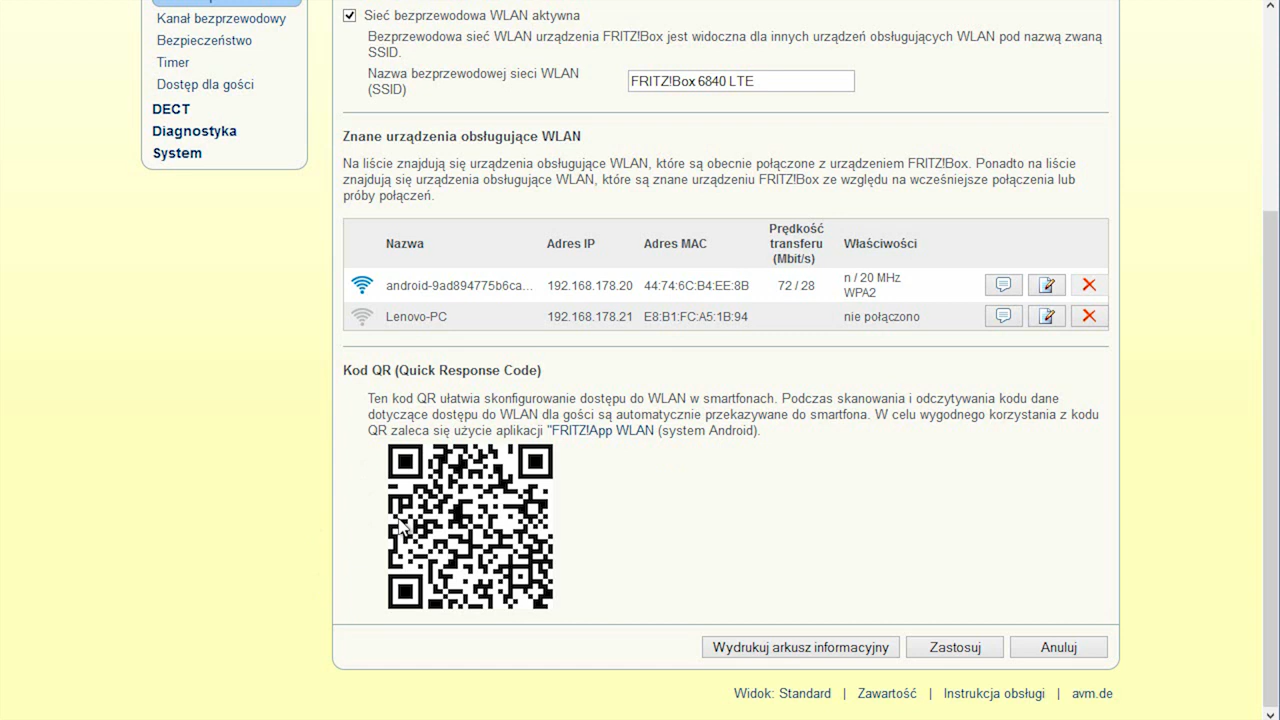 Kanał bezprzewodowy
Bezpieczeństwo
Timer
Dostęp dla gości
DECT
Diagnostyka
System
Sieć bezprzewodowa WLAN aktywna
Bezprzewodowa sieć WLAN urządzenia FRITZ!Box jest widoczna dla innych urządzeń obsługujących WLAN pod nazwą zwaną
SSID.
Nazwa bezprzewodowej sieci WLAN
(SSID)
FRITZ!Box 6840 LTE
Znane urządzenia obsługujące WLAN
Na liście znajdują się urządzenia obsługujące WLAN, które są obecnie połączone z urządzeniem FRITZ!Box. Ponadto na liście
znajdują się urządzenia obsługujące WLAN, które są znane urządzeniu FRITZ!Box ze względu na wcześniejsze połączenia lub
próby połączeń.
Nazwa Adres IP Adres MAC Prędkość transferu (Mbit/s) Właściwości
android-9ad894775b6ca... 192.168.178.20 44:74:6C:B4:EE:8B 72 / 28 n / 20 MHz WPA2
Lenovo-PC 192.168.178.21 E8:B1:FC:A5:1B:94 nie połączono
Kod QR (Quick Response Code)
Ten kod QR ułatwia skonfigurowanie dostępu do WLAN w smartfonach. Podczas skanowania i odczytywania kodu dane
dotyczące dostępu do WLAN dla gości są automatycznie przekazywane do smartfona. W celu wygodnego korzystania z kodu
QR zaleca się użycie aplikacji "FRITZ!App WLAN (system Android).
Wydrukuj arkusz informacyjny Zastosuj Anuluj
Widok: Standard | Zawartość | Instrukcja obsługi | avm.de